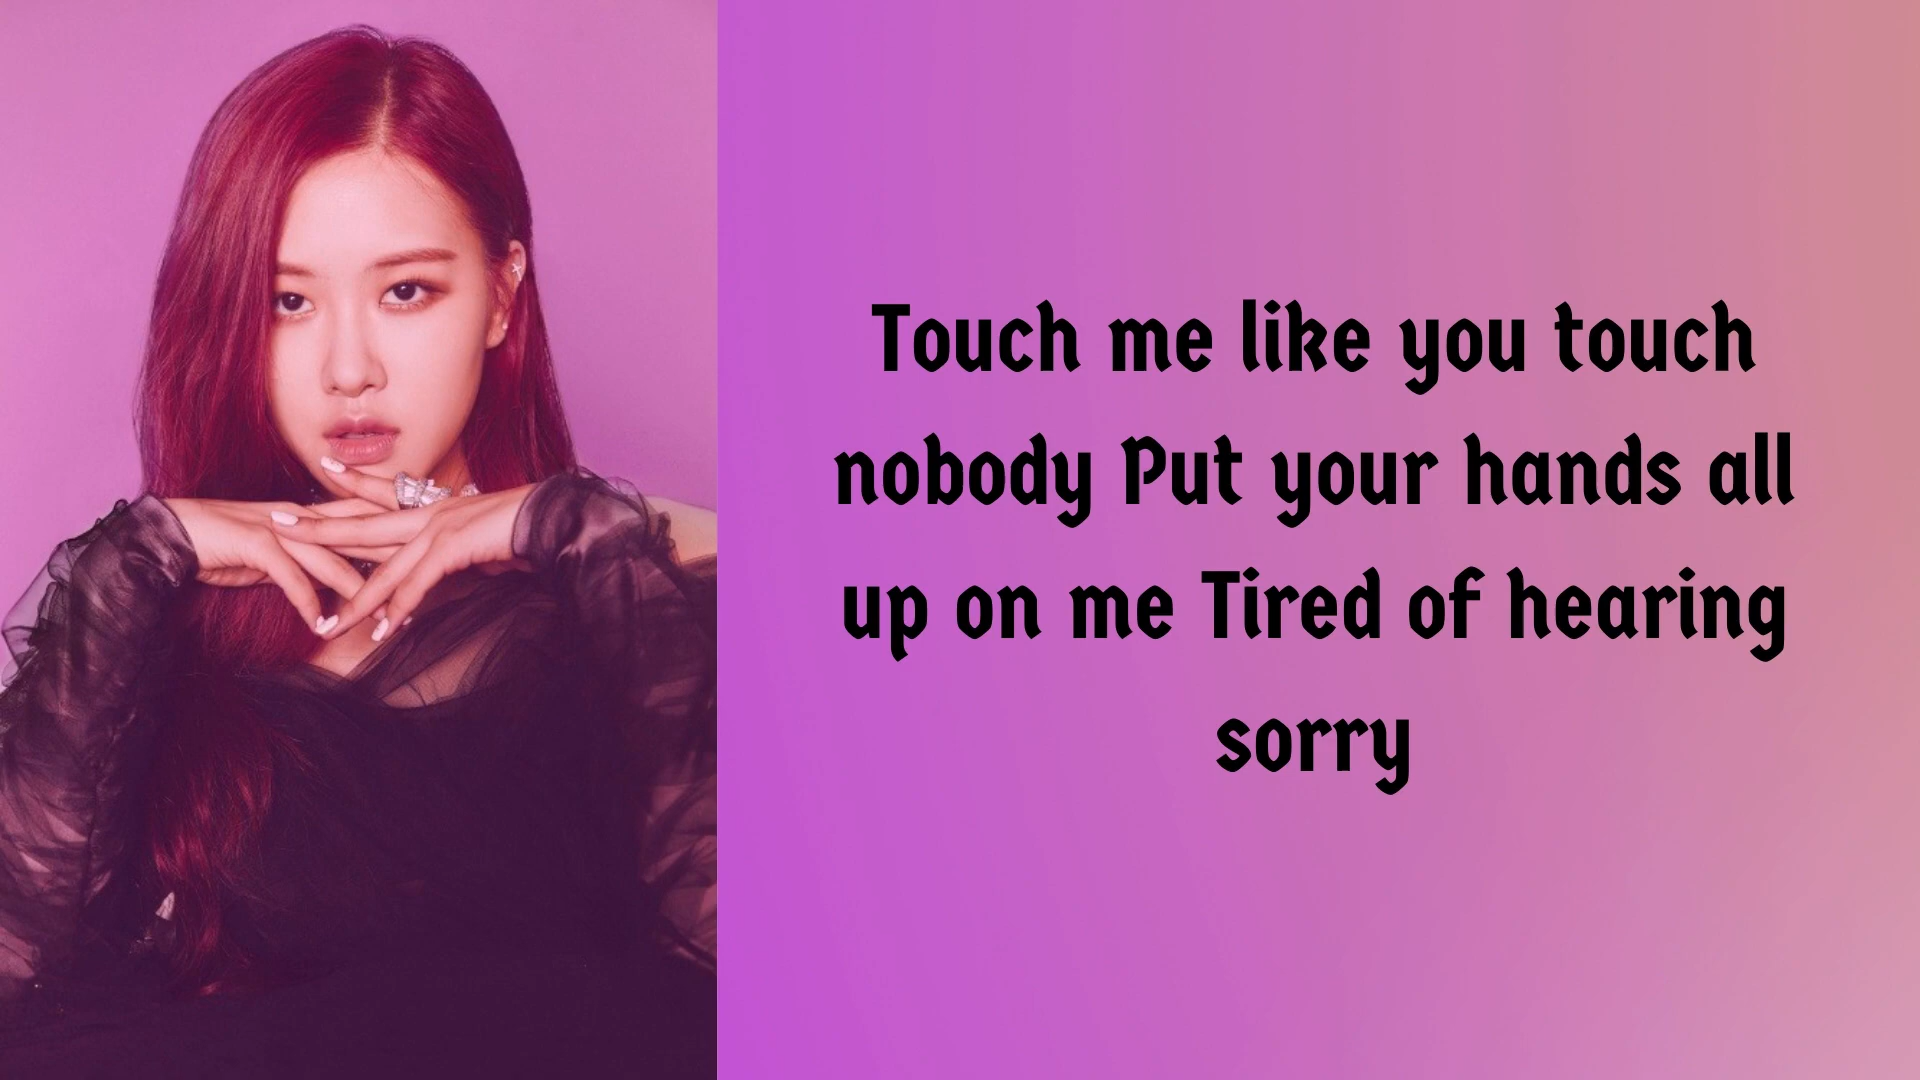 Touch me like you touch
nobody Put your hands all
up on me Tired of hearing
sorry